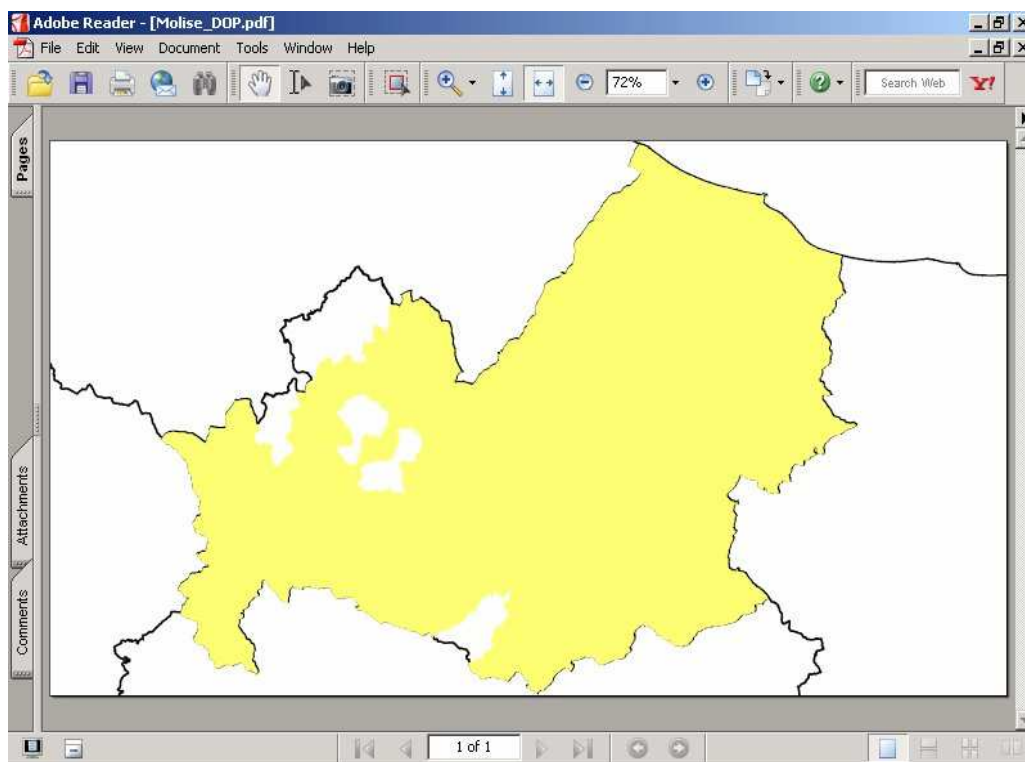 Adobe Reader - [Molise_DOP.pdf]
File Edit View Document Tools Window Help
72%
Search Web
Y!
Pages
Attachments
Comments
1 of 1